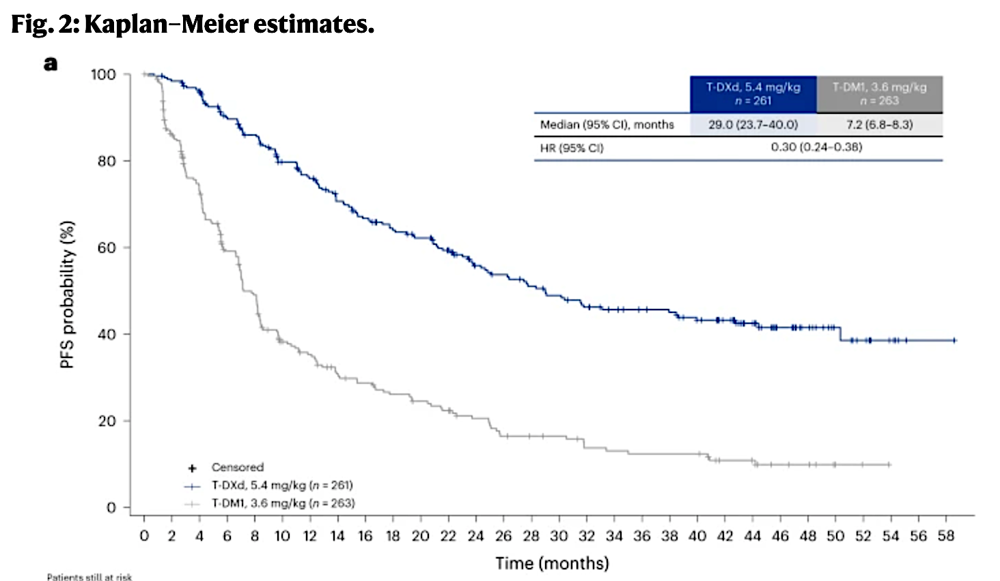 Fig. 2: Kaplan–Meier estimates.
a
T-DXd, 5.4 mg/kg
n = 261
T-DM1, 3.6 mg/kg
n = 263
Median (95% CI), months 29.0 (23.7–40.0) 7.2 (6.8–8.3)
HR (95% CI) 0.30 (0.24–0.38)
PFS probability (%)
100
80
60
40
20
0
Censored
T-DXd, 5.4 mg/kg (n = 261)
T-DM1, 3.6 mg/kg (n = 263)
0 2 4 6 8 10 12 14 16 18 20 22 24 26 28 30 32 34 36 38 40 42 44 46 48 50 52 54 56 58
Time (months)
Patients still at risk